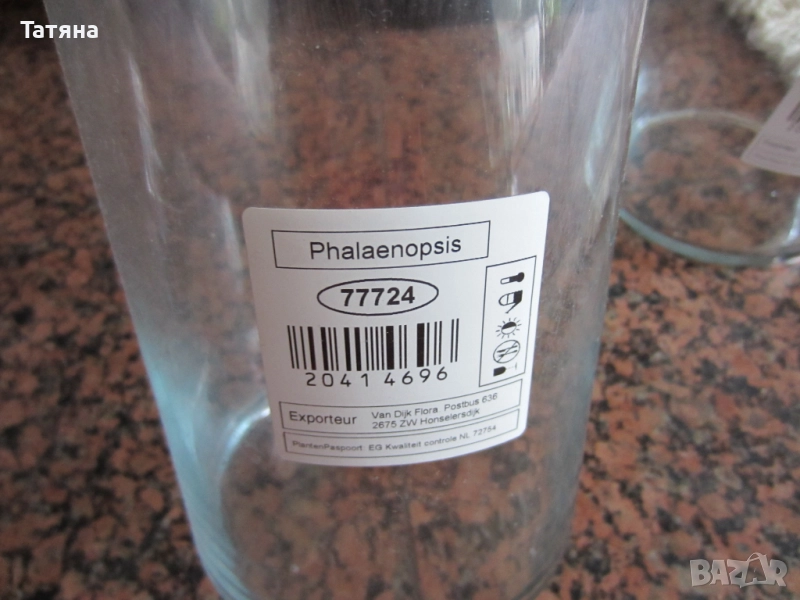 Татяна
Phalaenopsis
77724
2041 4696
Exporteur
Van Dijk Flora Postbus 636
2675 ZW Honselersdijk
PlantenPaspoort EG Kwaliteit controle NL 72754
BAZAR